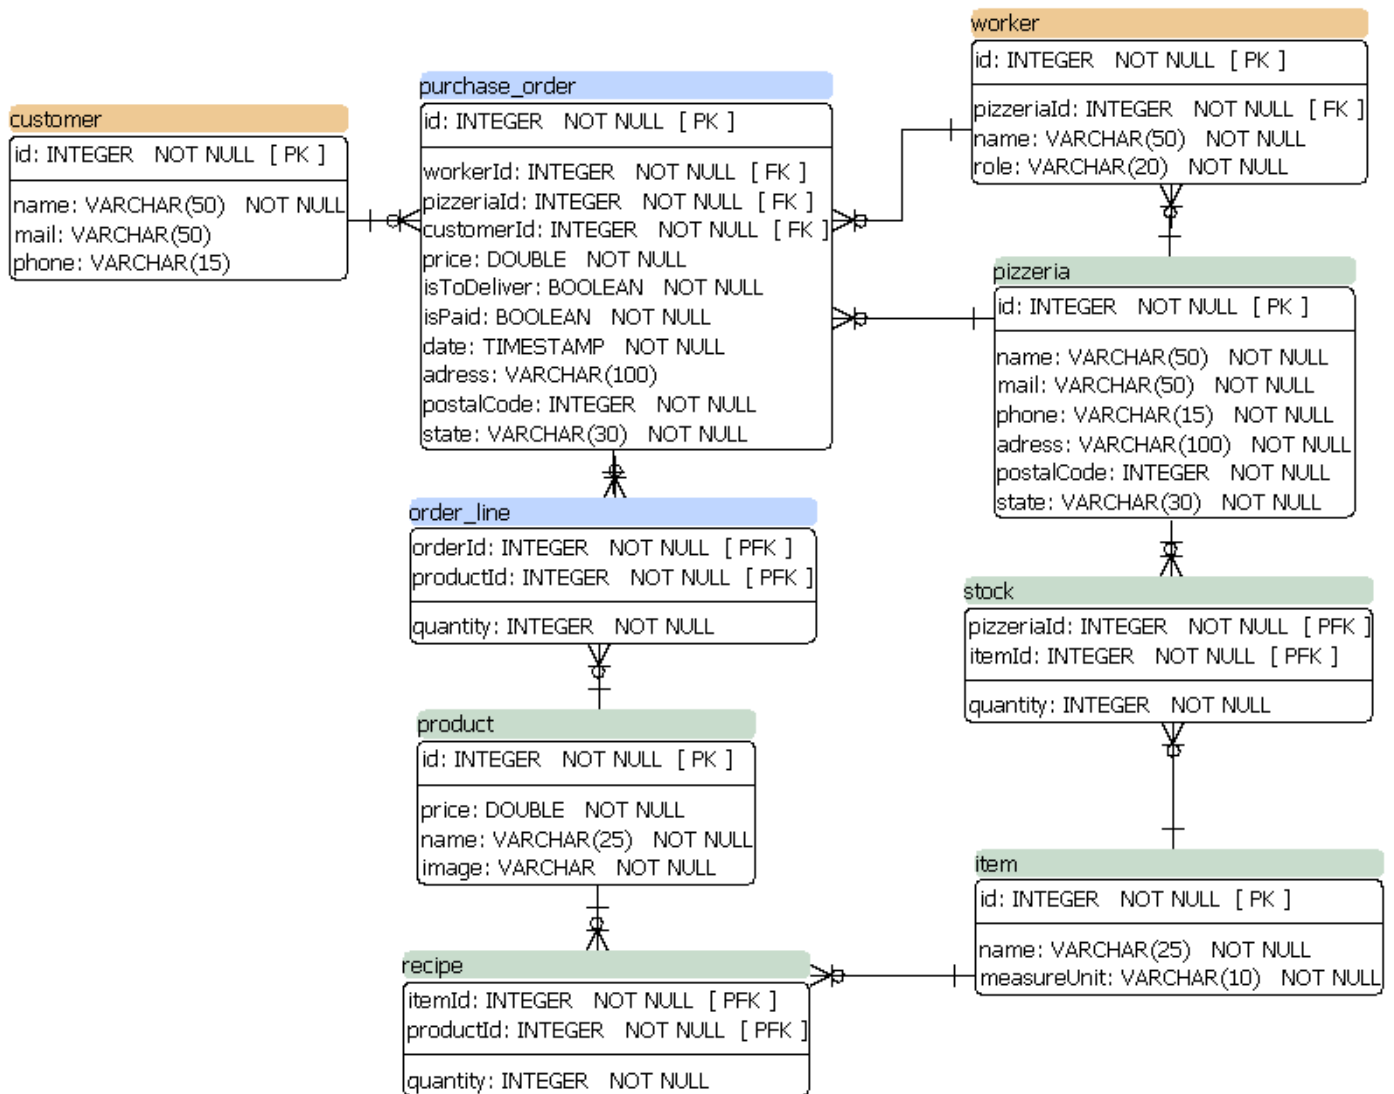 customer
id: INTEGER NOT NULL [ PK ]
name: VARCHAR(50) NOT NULL
mail: VARCHAR(50)
phone: VARCHAR(15)
purchase_order
id: INTEGER NOT NULL [ PK ]
workerId: INTEGER NOT NULL [ FK ]
pizzeriaId: INTEGER NOT NULL [ FK ]
customerId: INTEGER NOT NULL [ FK ]
price: DOUBLE NOT NULL
isToDeliver: BOOLEAN NOT NULL
isPaid: BOOLEAN NOT NULL
date: TIMESTAMP NOT NULL
adress: VARCHAR(100)
postalCode: INTEGER NOT NULL
state: VARCHAR(30) NOT NULL
worker
id: INTEGER NOT NULL [ PK ]
pizzeriaId: INTEGER NOT NULL [ FK ]
name: VARCHAR(50) NOT NULL
role: VARCHAR(20) NOT NULL
pizzeria
id: INTEGER NOT NULL [ PK ]
name: VARCHAR(50) NOT NULL
mail: VARCHAR(50) NOT NULL
phone: VARCHAR(15) NOT NULL
adress: VARCHAR(100) NOT NULL
postalCode: INTEGER NOT NULL
state: VARCHAR(30) NOT NULL
order_line
orderId: INTEGER NOT NULL [ PFK ]
productId: INTEGER NOT NULL [ PFK ]
quantity: INTEGER NOT NULL
stock
pizzeriaId: INTEGER NOT NULL [ PFK ]
itemId: INTEGER NOT NULL [ PFK ]
quantity: INTEGER NOT NULL
product
id: INTEGER NOT NULL [ PK ]
price: DOUBLE NOT NULL
name: VARCHAR(25) NOT NULL
image: VARCHAR NOT NULL
item
id: INTEGER NOT NULL [ PK ]
name: VARCHAR(25) NOT NULL
measureUnit: VARCHAR(10) NOT NULL
recipe
itemId: INTEGER NOT NULL [ PFK ]
productId: INTEGER NOT NULL [ PFK ]
quantity: INTEGER NOT NULL